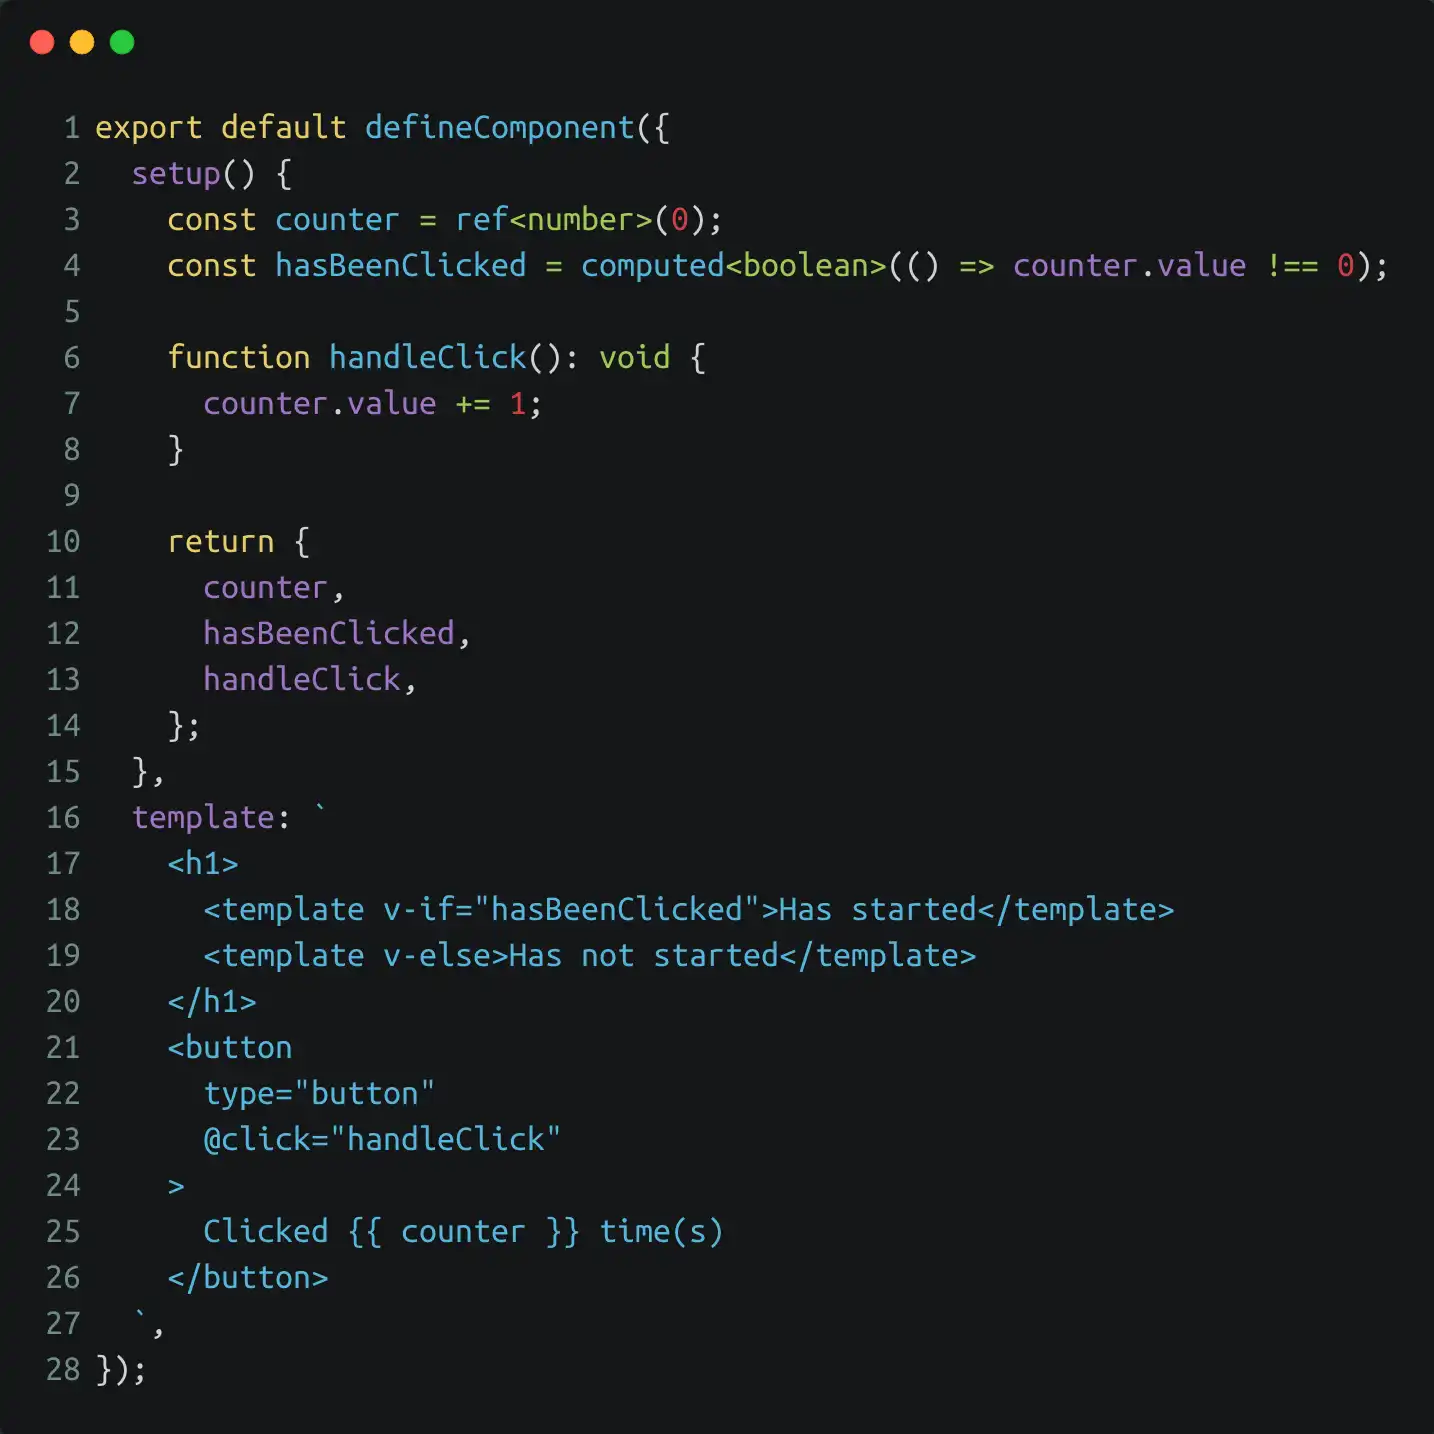 1 export default defineComponent({
2   setup() {
3     const counter = ref<number>(0);
4     const hasBeenClicked = computed<boolean>(() => counter.value !== 0);
5
6     function handleClick(): void {
7       counter.value += 1;
8     }
9
10     return {
11       counter,
12       hasBeenClicked,
13       handleClick,
14     };
15   },
16   template: `
17     <h1>
18       <template v-if="hasBeenClicked">Has started</template>
19       <template v-else>Has not started</template>
20     </h1>
21     <button
22       type="button"
23       @click="handleClick"
24     >
25       Clicked {{ counter }} time(s)
26     </button>
27   `,
28 });